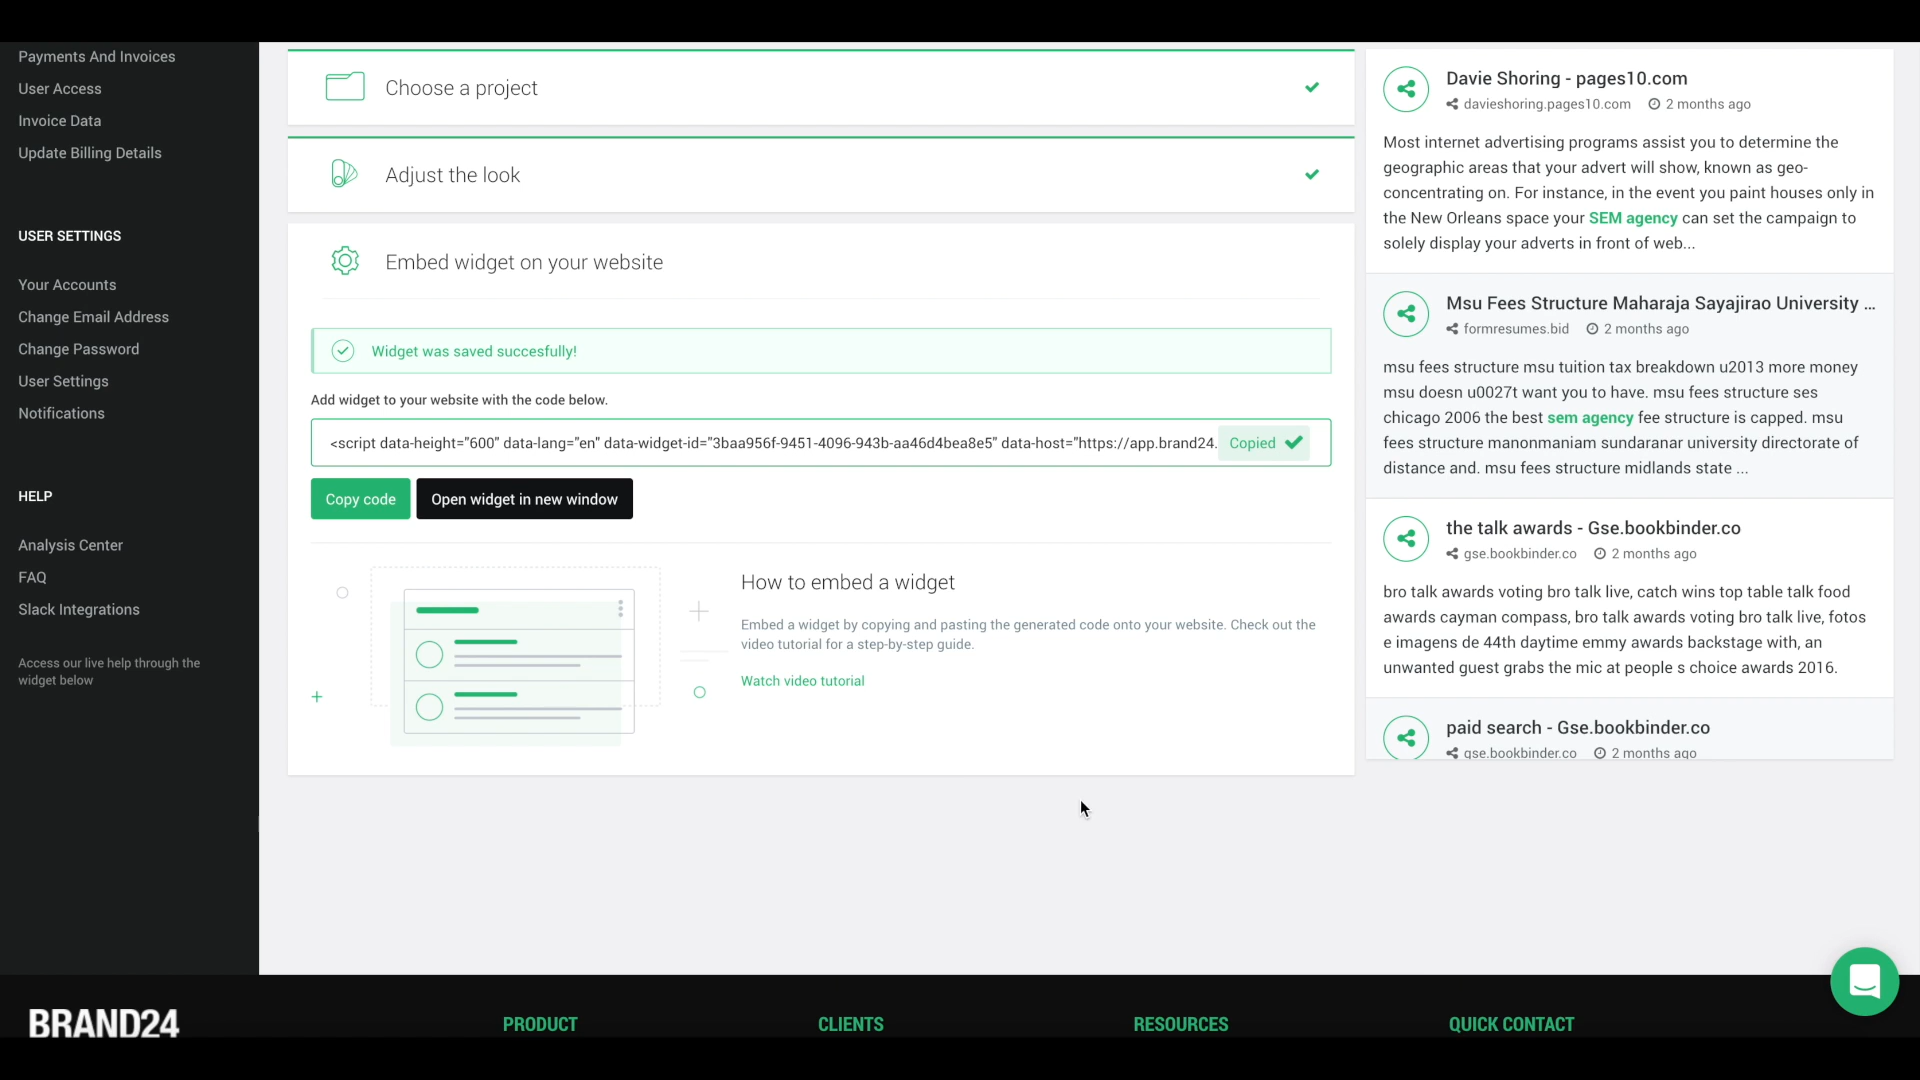 Payments And Invoices
User Access
Invoice Data
Update Billing Details
USER SETTINGS
Your Accounts
Change Email Address
Change Password
User Settings
Notifications
HELP
Analysis Center
FAQ
Slack Integrations
Access our live help through the
widget below
Choose a project
Adjust the look
Embed widget on your website
Widget was saved succesfully!
Add widget to your website with the code below.
<script data-height="600" data-lang="en" data-widget-id="3baa956f-9451-4096-943b-aa46d4bea8e5" data-host="https://app.brand24.
Copied
Copy code
Open widget in new window
How to embed a widget
Embed a widget by copying and pasting the generated code onto your website. Check out the
video tutorial for a step-by-step guide.
Watch video tutorial
Davie Shoring - pages10.com
davieshoring.pages10.com 2 months ago
Most internet advertising programs assist you to determine the
geographic areas that your advert will show, known as geo-
concentrating on. For instance, in the event you paint houses only in
the New Orleans space your SEM agency can set the campaign to
solely display your adverts in front of web...
Msu Fees Structure Maharaja Sayajirao University ...
formresumes.bid 2 months ago
msu fees structure msu tuition tax breakdown u2013 more money
msu doesn u0027t want you to have. msu fees structure ses
chicago 2006 the best sem agency fee structure is capped. msu
fees structure manonmaniam sundaranar university directorate of
distance and. msu fees structure midlands state ...
the talk awards - Gse.bookbinder.co
gse.bookbinder.co 2 months ago
bro talk awards voting bro talk live, catch wins top table talk food
awards cayman compass, bro talk awards voting bro talk live, fotos
e imagens de 44th daytime emmy awards backstage with, an
unwanted guest grabs the mic at people s choice awards 2016.
paid search - Gse.bookbinder.co
gse.bookbinder.co 2 months ago
BRAND24
PRODUCT
CLIENTS
RESOURCES
QUICK CONTACT